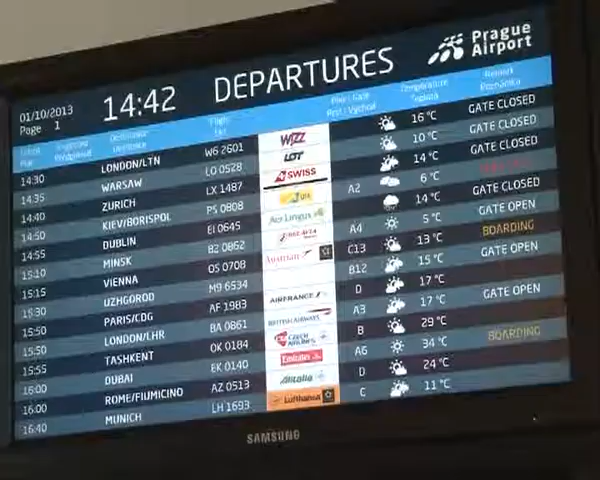 01/10/2013
Page 1
14:42
DEPARTURES
Prague Airport
14:30 LONDON/LTN W6 2601 WIZZ 16 °C GATE CLOSED
14:35 WARSAW LO 0528 LOT 10 °C GATE CLOSED
14:40 ZURICH LX 1487 SWISS 14 °C GATE CLOSED
14:50 KIEV/BORISPOL PS 0808 A2 6 °C
14:55 DUBLIN EI 0645 Aer Lingus 14 °C GATE CLOSED
15:10 MINSK B2 0862 A4 5 °C GATE OPEN
15:15 VIENNA OS 0708 Austrian C13 13 °C BOARDING
15:30 UZHGOROD M9 6534 B12 15 °C GATE OPEN
15:50 PARIS/CDG AF 1983 AIRFRANCE D 17 °C
15:50 LONDON/LHR BA 0861 BRITISH AIRWAYS A3 17 °C GATE OPEN
15:55 TASHKENT OK 0184 CZECH AIRLINES B 29 °C
16:00 DUBAI EK 0140 Emirates A6 34 °C BOARDING
16:00 ROME/FIUMICINO AZ 0513 Alitalia D 24 °C
16:40 MUNICH LH 1693 Lufthansa C 11 °C
SAMSUNG